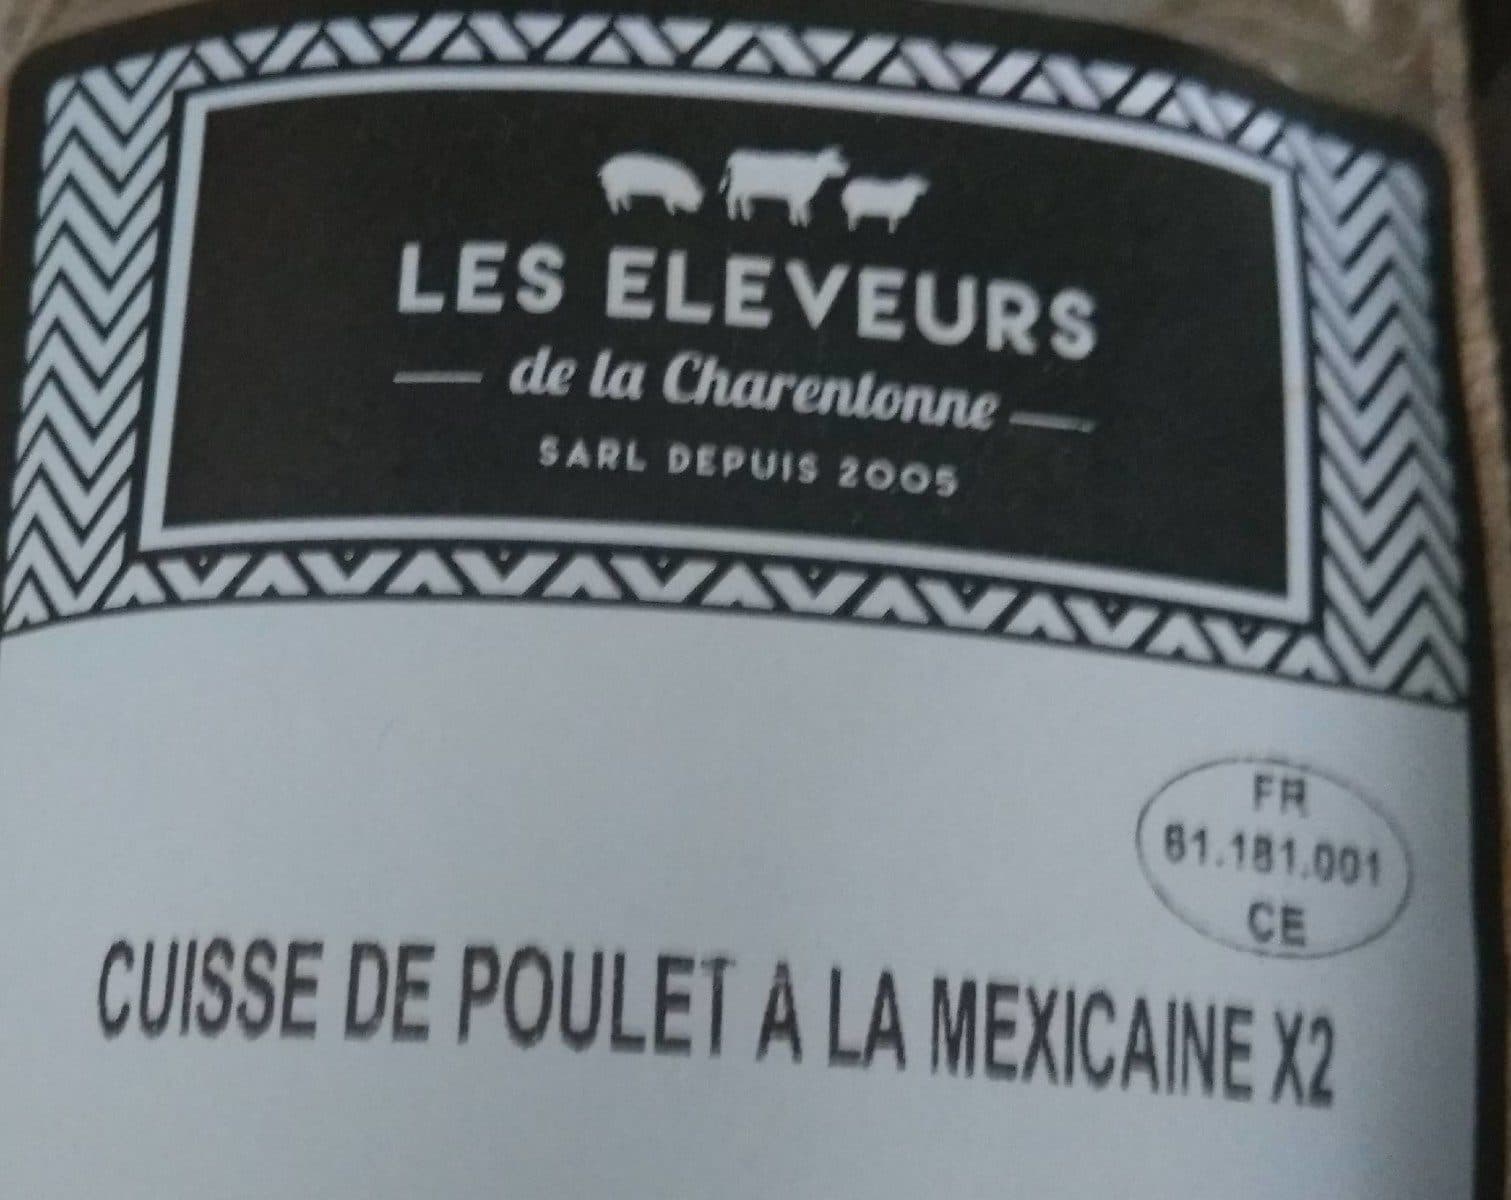 LES ELEVEURS
de la Charentonne
SARL DEPUIS 2005
FR
61.181.001
CE
CUISSE DE POULET A LA MEXICAINE X2